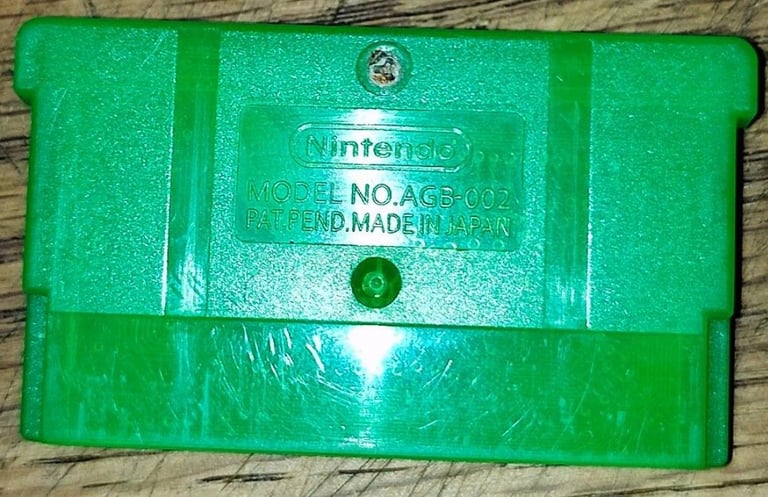 Nintendo
MODEL NO.AGB-002
PAT.PEND.MADE IN JAPAN